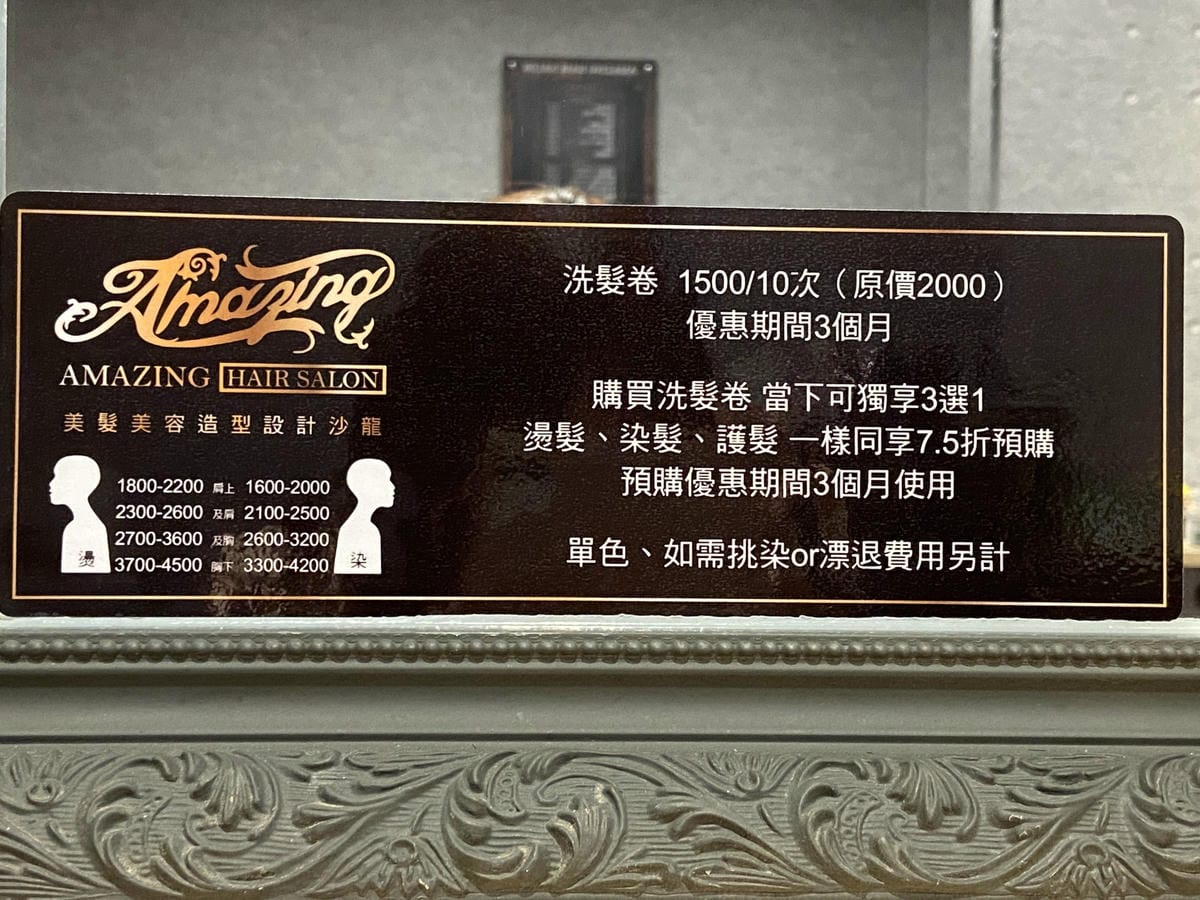 Amazing
AMAZING HAIR SALON
美髮美容造型設計沙龍
1800-2200 肩上 1600-2000
2300-2600 及肩 2100-2500
2700-3600 及胸 2600-3200
3700-4500 胸下 3300-4200
燙
染
洗髮卷 1500/10次（原價2000）
優惠期間3個月
購買洗髮卷 當下可獨享3選1
燙髮、染髮、護髮 一樣同享7.5折預購
預購優惠期間3個月使用
單色、如需挑染or漂退費用另計